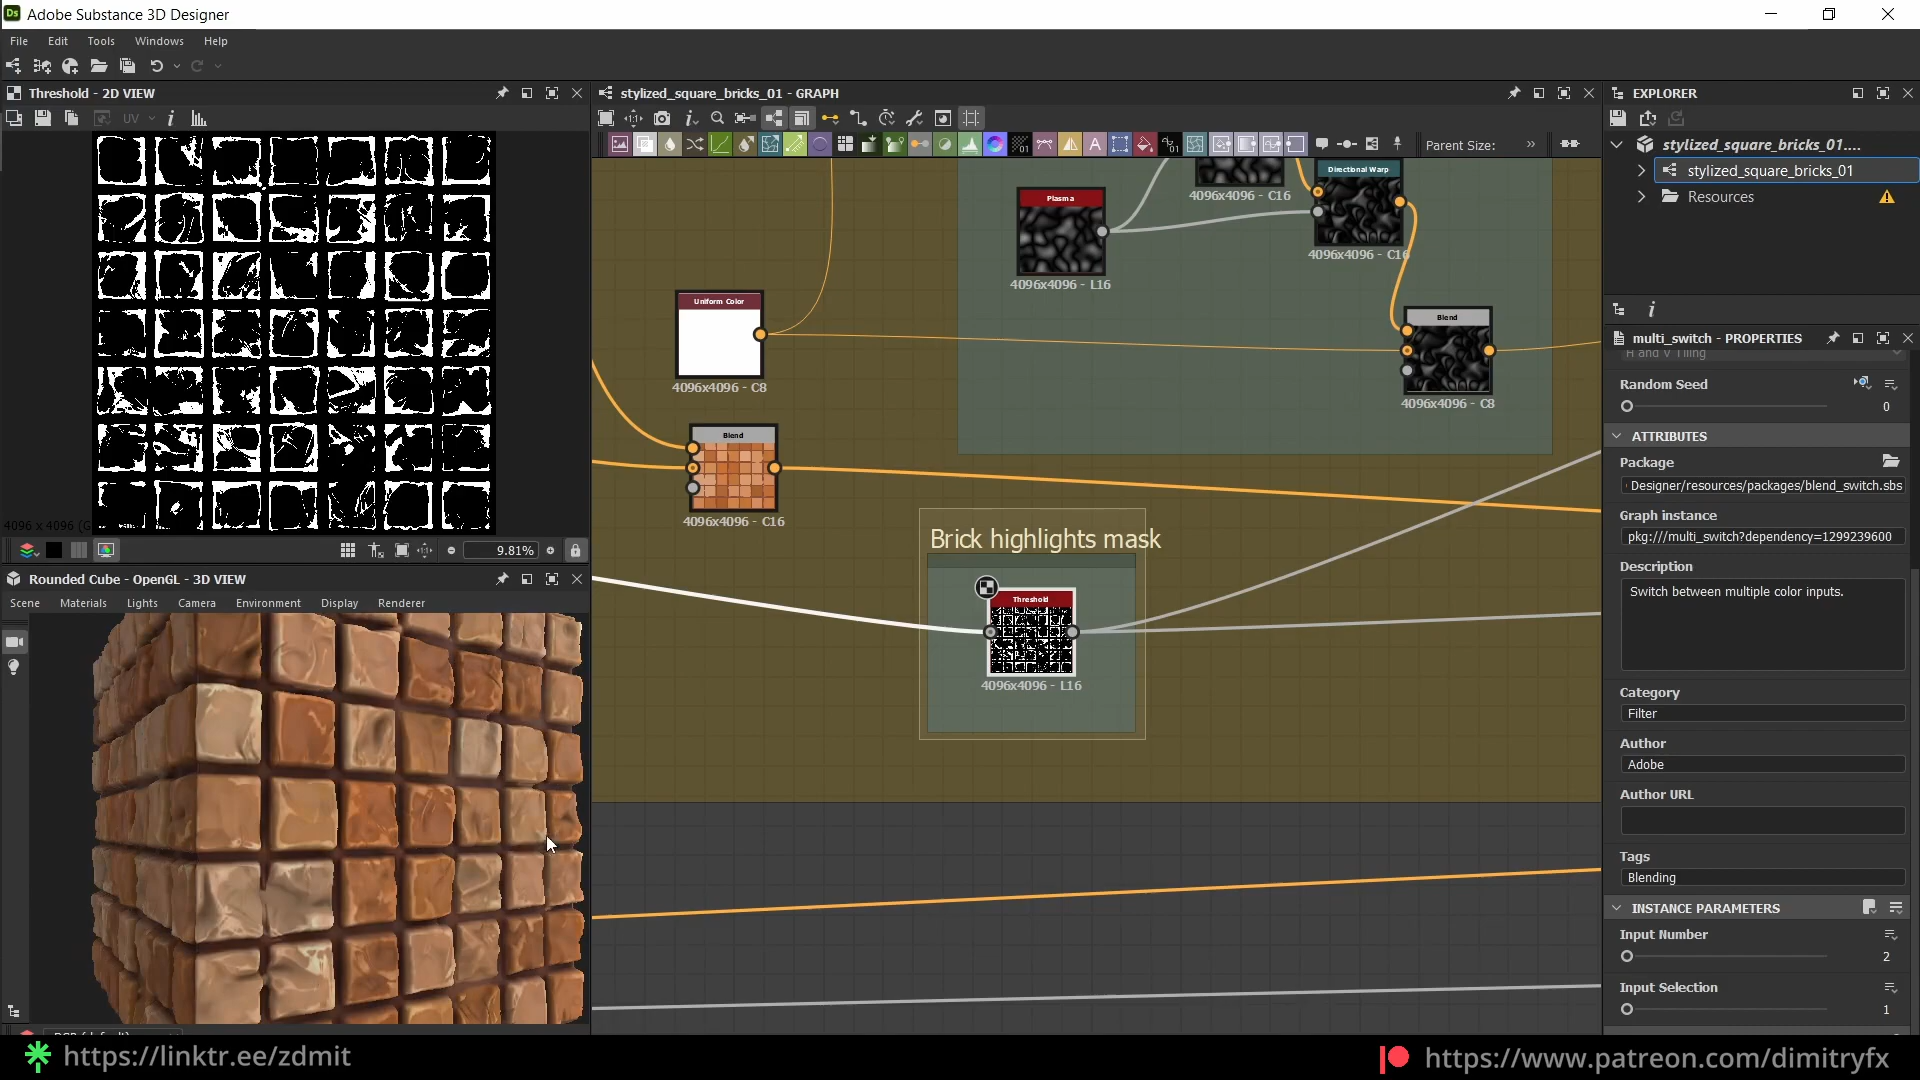 Adobe Substance 3D Designer
File Edit Tools Windows Help
Threshold - 2D VIEW
UV
4096 x 4096 (G
9.81%
Rounded Cube - OpenGL - 3D VIEW
Scene Materials Lights Camera Environment Display Renderer
stylized_square_bricks_01 - GRAPH
Parent Size:
Plasma
4096x4096 - L16
4096x4096 - C16
Directional Warp
4096x4096 - C16
Uniform Color
4096x4096 - C8
Blend
4096x4096 - C8
Blend
4096x4096 - C16
Brick highlights mask
Threshold
4096x4096 - L16
EXPLORER
stylized_square_bricks_01....
stylized_square_bricks_01
Resources
multi_switch - PROPERTIES
H and V Tiling
Random Seed
0
ATTRIBUTES
Package
Designer/resources/packages/blend_switch.sbs
Graph instance
pkg:///multi_switch?dependency=1299239600
Description
Switch between multiple color inputs.
Category
Filter
Author
Adobe
Author URL
Tags
Blending
INSTANCE PARAMETERS
Input Number
2
Input Selection
1
https://linktr.ee/zdmit
https://www.patreon.com/dimitryfx